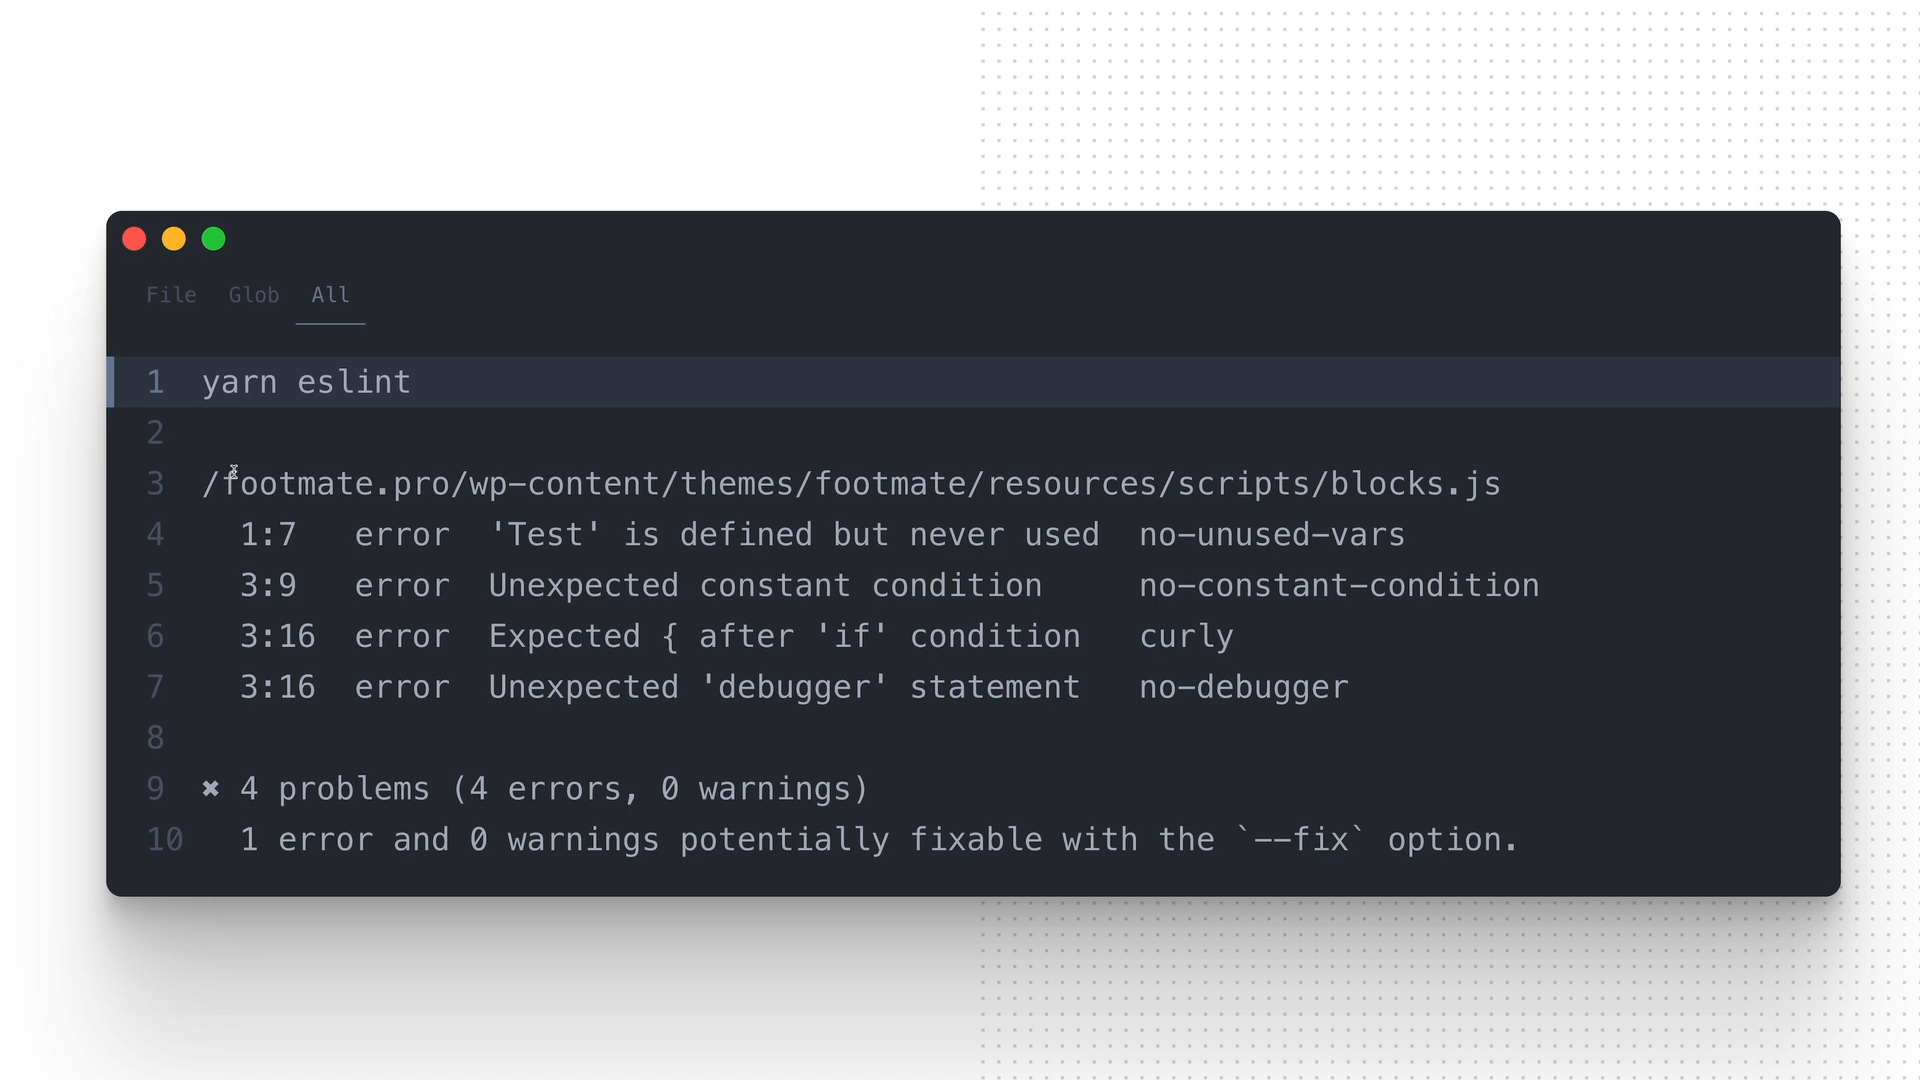 File Glob All
1 yarn eslint
2
3 /footmate.pro/wp-content/themes/footmate/resources/scripts/blocks.js
4 1:7 error 'Test' is defined but never used no-unused-vars
5 3:9 error Unexpected constant condition no-constant-condition
6 3:16 error Expected { after 'if' condition curly
7 3:16 error Unexpected 'debugger' statement no-debugger
8
9 ✖ 4 problems (4 errors, 0 warnings)
10 1 error and 0 warnings potentially fixable with the `--fix` option.